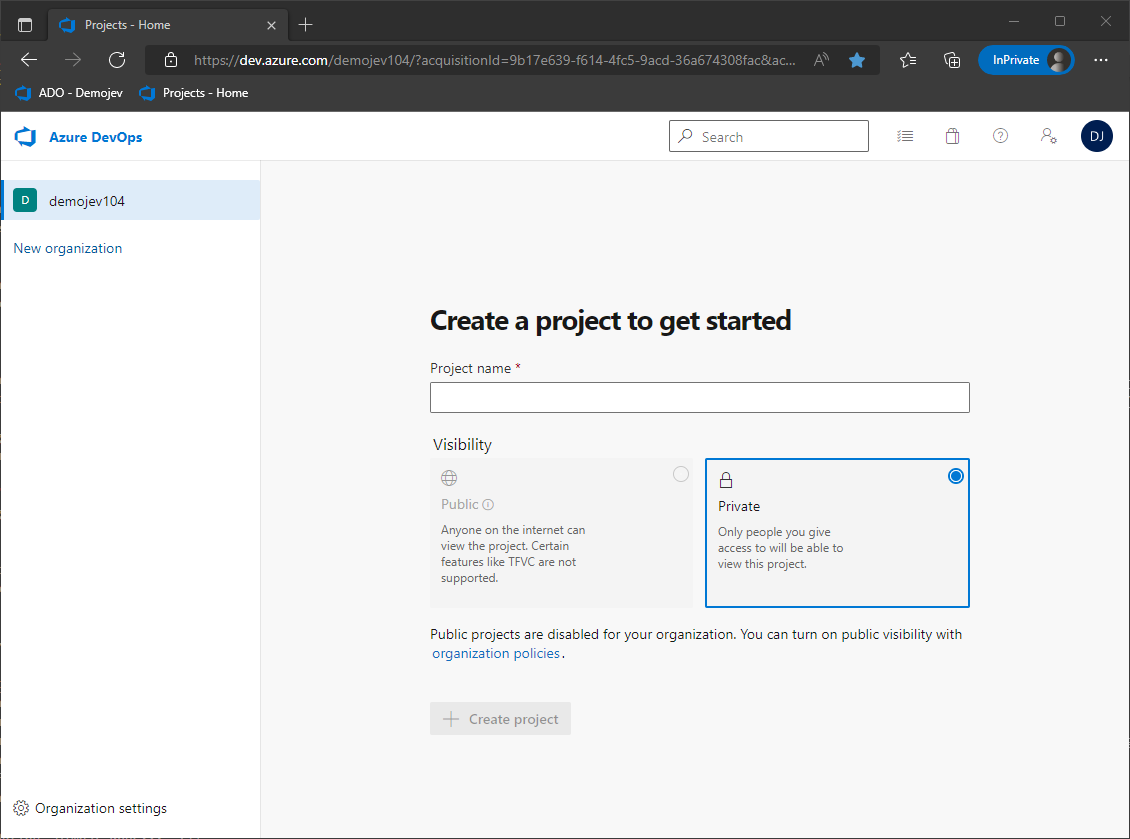 Projects - Home
https://dev.azure.com/demojev104/?acquisitionId=9b17e639-f614-4fc5-9acd-36a674308fac&ac...
InPrivate
ADO - Demojev
Projects - Home
Azure DevOps
Search
DJ
D
demojev104
New organization
Create a project to get started
Project name *
Visibility
Public
Anyone on the internet can
view the project. Certain
features like TFVC are not
supported.
Private
Only people you give
access to will be able to
view this project.
Public projects are disabled for your organization. You can turn on public visibility with
organization policies.
Create project
Organization settings